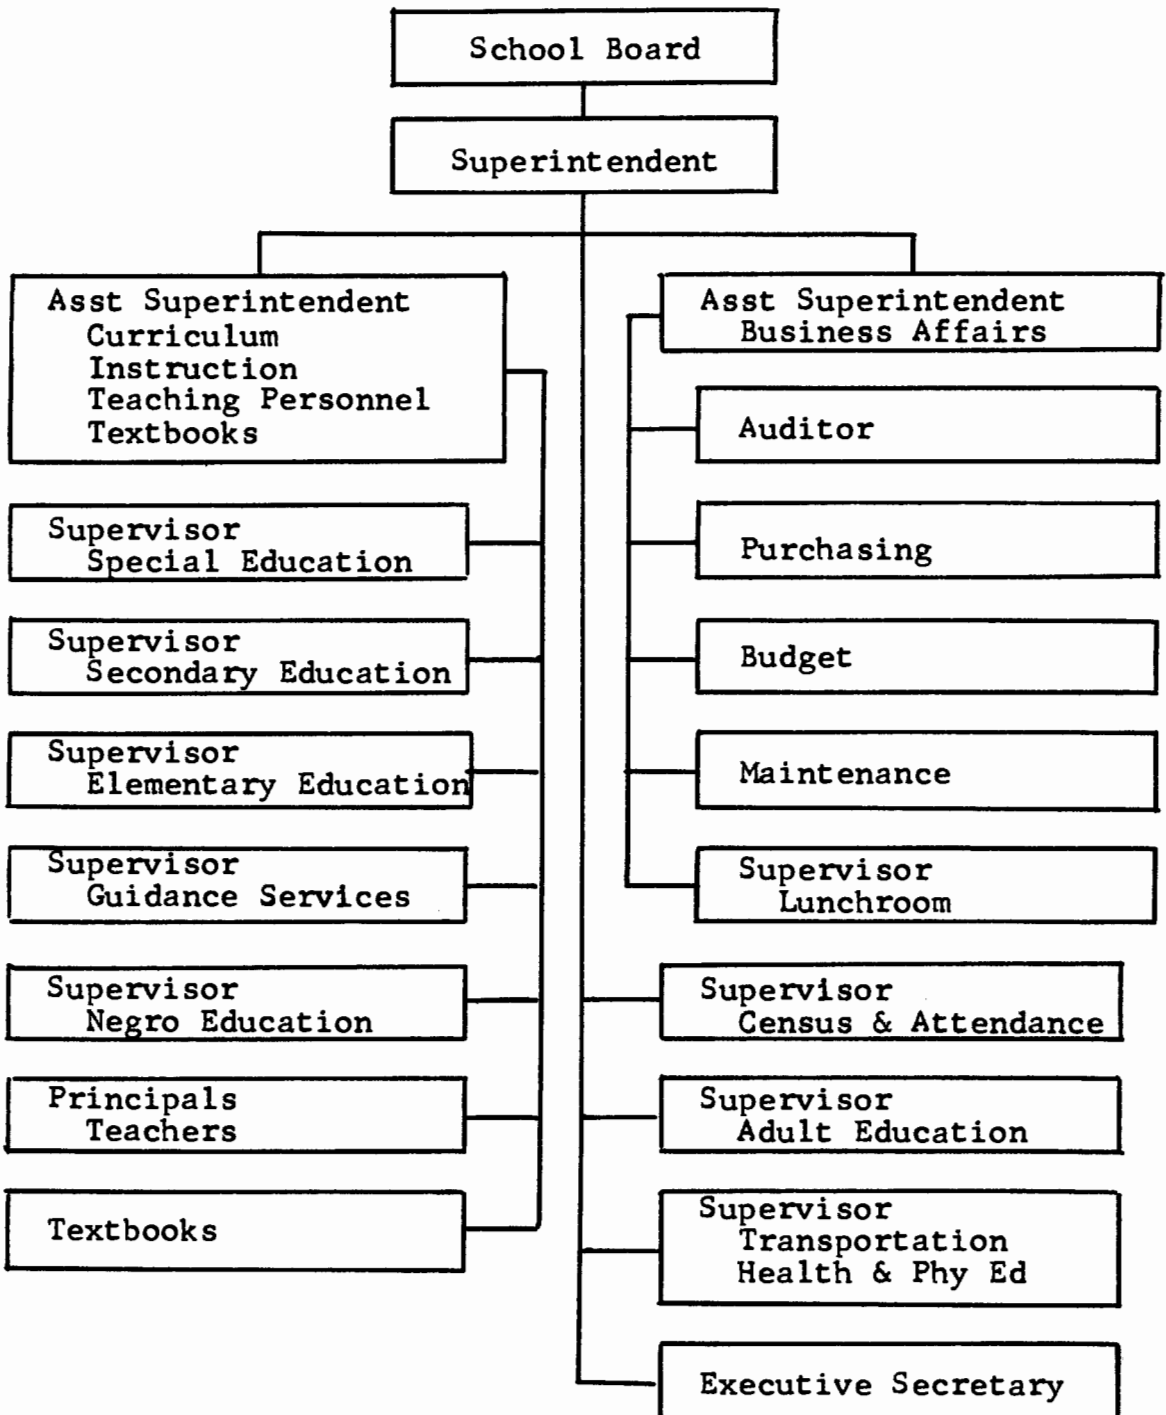 School Board
Superintendent
Asst Superintendent
Curriculum
Instruction
Teaching Personnel
Textbooks
Supervisor
Special Education
Supervisor
Secondary Education
Supervisor
Elementary Education
Supervisor
Guidance Services
Supervisor
Negro Education
Principals
Teachers
Textbooks
Asst Superintendent
Business Affairs
Auditor
Purchasing
Budget
Maintenance
Supervisor
Lunchroom
Supervisor
Census & Attendance
Supervisor
Adult Education
Supervisor
Transportation
Health & Phy Ed
Executive Secretary